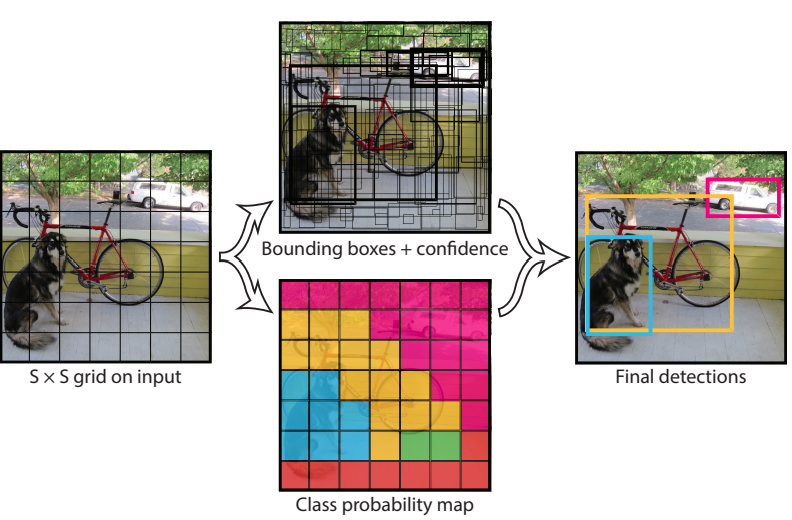 S × S grid on input
Bounding boxes + confidence
Class probability map
Final detections